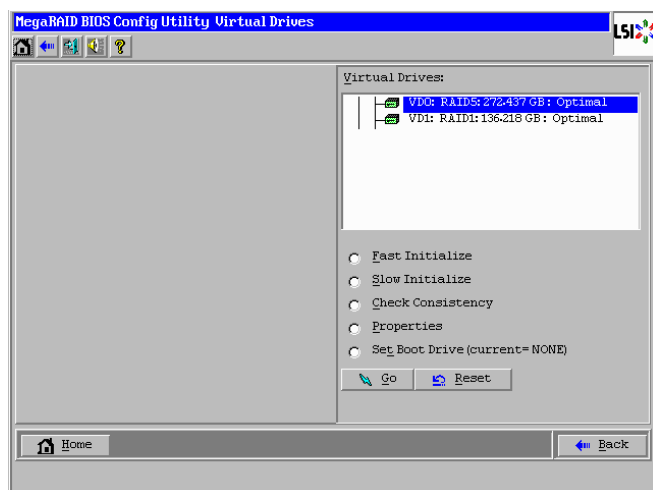 MegaRAID BIOS Config Utility Virtual Drives
LSI
?
Virtual Drives:
VD0: RAID5: 272.437 GB: Optimal
VD1: RAID1: 136.218 GB: Optimal
Fast Initialize
Slow Initialize
Check Consistency
Properties
Set Boot Drive (current= NONE)
Go Reset
Home Back